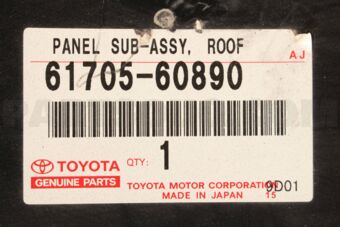 PANEL SUB-ASSY, ROOF
AJ
61705-60890
TOYOTA
GENUINE PARTS
QTY:
1
TOYOTA MOTOR CORPORATION
9D01
MADE IN JAPAN 15